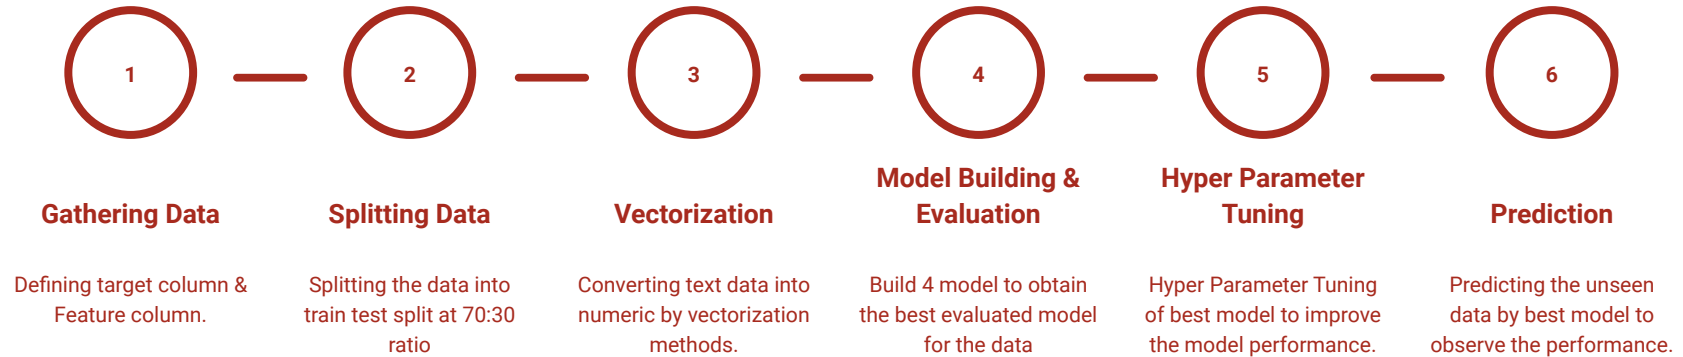 1
Gathering Data
Defining target column &
Feature column.
2
Splitting Data
Splitting the data into
train test split at 70:30
ratio
3
Vectorization
Converting text data into
numeric by vectorization
methods.
4
Model Building &
Evaluation
Build 4 model to obtain
the best evaluated model
for the data
5
Hyper Parameter
Tuning
Hyper Parameter Tuning
of best model to improve
the model performance.
6
Prediction
Predicting the unseen
data by best model to
observe the performance.